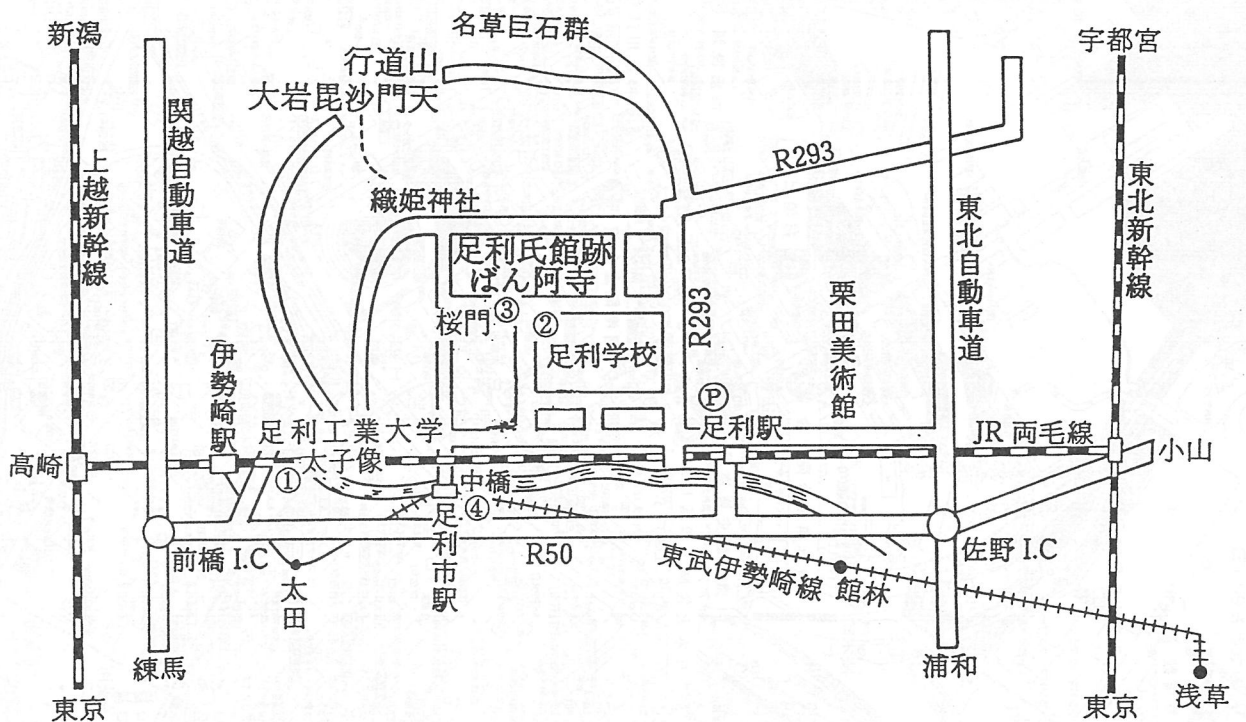 新潟
名草巨石群
宇都宮
行道山
大岩毘沙門天
関越自動車道
上越新幹線
R293
東北自動車道
東北新幹線
織姫神社
足利氏館跡
ばん阿寺
③
②
桜門
足利学校
R293
栗田美術館
伊勢崎駅
Ⓟ
足利工業大学
足利駅
JR両毛線
小山
高崎
太子像
①
中橋
④
足利市駅
前橋I.C
R50
佐野I.C
太田
東武伊勢崎線
館林
練馬
浦和
浅草
東京
東京